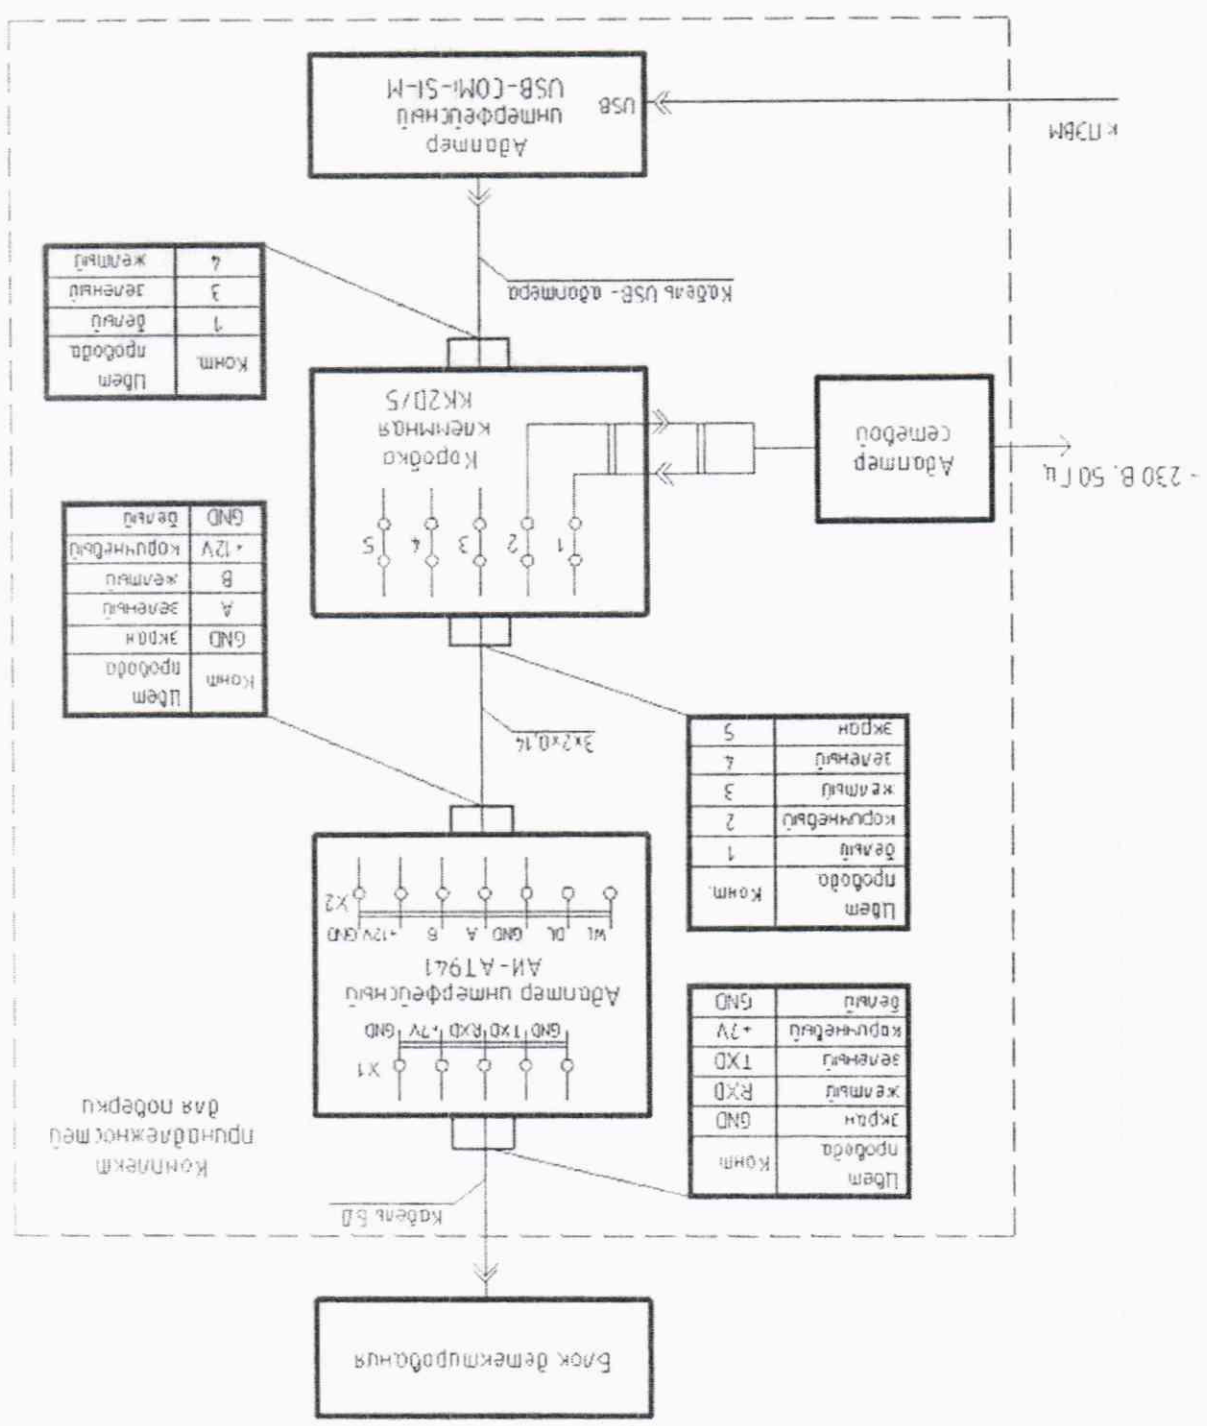 Блок детектирования
Кабель БД
Комплект
принадлежностей
для поверки
Цвет провода Конт
экран GND
желтый RXD
зеленый TXD
коричневый +7V
белый GND
X1
GND TXD RXD +7V GND
Адаптер интерфейсный
АИ-АТ941
WL DL GND A B +12V GND
X2
Цвет провода Конт.
белый 1
коричневый 2
желтый 3
зеленый 4
экран 5
3x2x0,14
Конт Цвет провода
GND экран
A зеленый
B желтый
+12V коричневый
GND белый
1 2 3 4 5
Коробка
клеммная
КК2D/5
~ 230 В. 50 Гц
Адаптер
сетевой
Конт. Цвет провода
1 белый
3 зеленый
4 желтый
Кабель USB- адаптера
к ПЭВМ
USB
Адаптер
интерфейсный
USB-COMi-SI-M